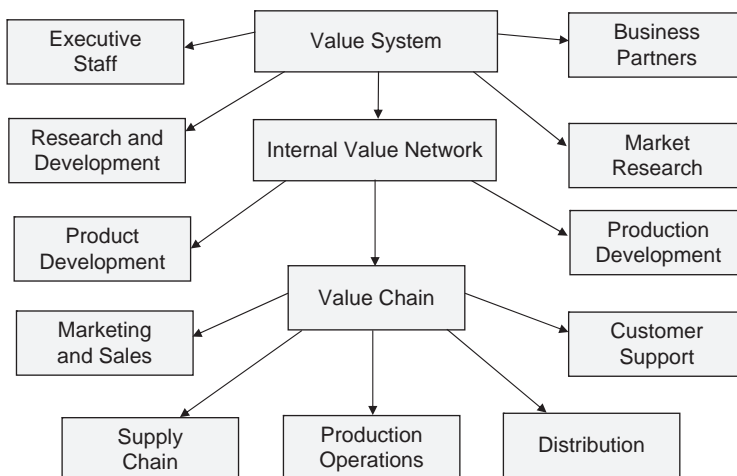 Executive
Staff
Value System
Business
Partners
Research and
Development
Internal Value Network
Market
Research
Product
Development
Production
Development
Value Chain
Marketing
and Sales
Customer
Support
Supply
Chain
Production
Operations
Distribution